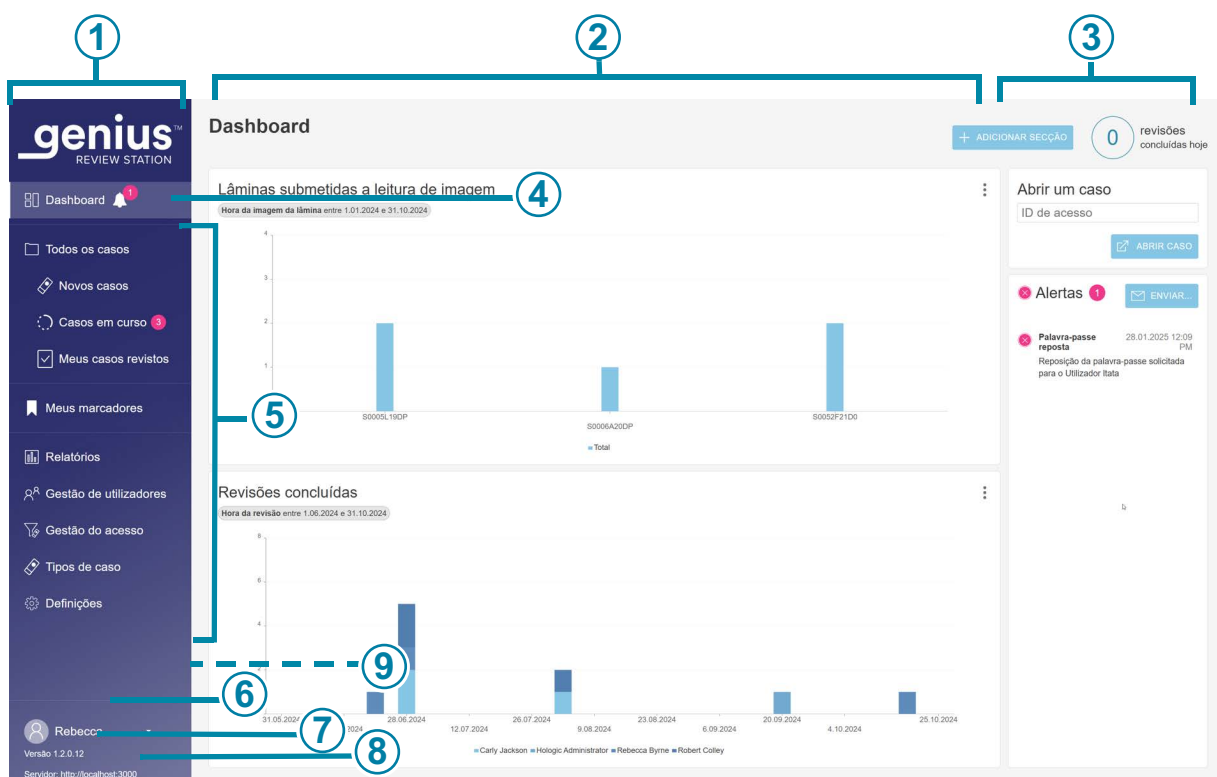 1
2
3
genius™
REVIEW STATION
Dashboard
ADICIONAR SECÇÃO
0
revisões
concluídas hoje
Dashboard
1
4
Todos os casos
Novos casos
Casos em curso
3
Meus casos revistos
Meus marcadores
5
Relatórios
Gestão de utilizadores
Gestão do acesso
Tipos de caso
Definições
6
Rebecca
7
Versão 1.2.0.12
8
Servidor: http://localhost:3000
Lâminas submetidas a leitura de imagem
Hora da imagem da lâmina entre 1.01.2024 e 31.10.2024
4
3
2
1
S0005L19DP
S0006A20DP
S0052F21D0
Total
Revisões concluídas
Hora da revisão entre 1.06.2024 e 31.10.2024
8
6
4
2
9
31.05.2024
28.06.2024
26.07.2024
23.08.2024
20.09.2024
25.10.2024
2024
12.07.2024
9.08.2024
6.09.2024
4.10.2024
Carly Jackson
Hologic Administrator
Rebecca Byrne
Robert Colley
Abrir um caso
ID de acesso
ABRIR CASO
Alertas
1
ENVIAR...
Palavra-passe
reposta
28.01.2025 12:09
PM
Reposição da palavra-passe solicitada
para o Utilizador Itata